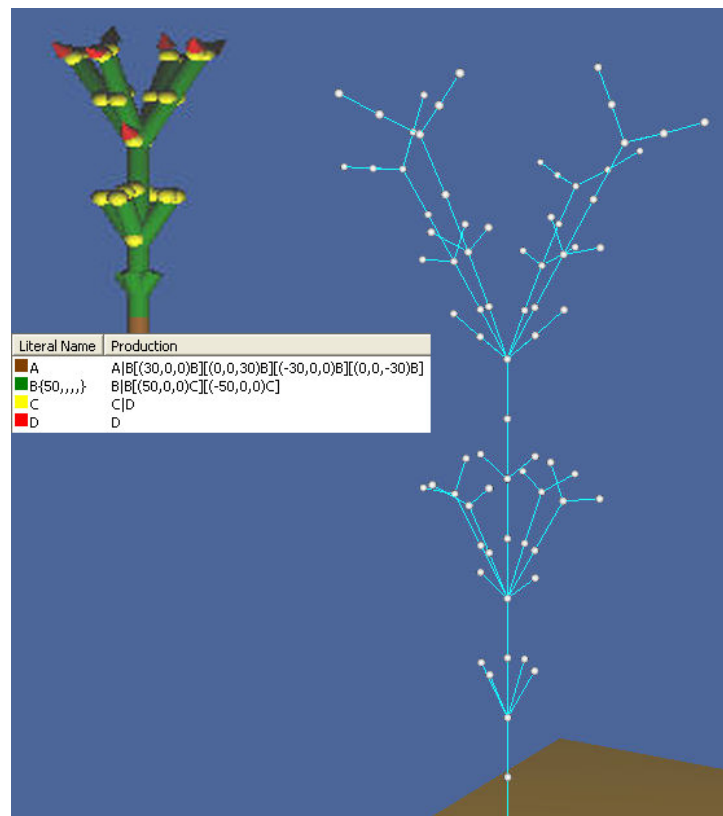 Literal Name Production
A A|B[(30,0,0)B][(0,0,30)B][(-30,0,0)B][(0,0,-30)B]
B{50,,,,} B|B[(50,0,0)C][(-50,0,0)C]
C C|D
D D